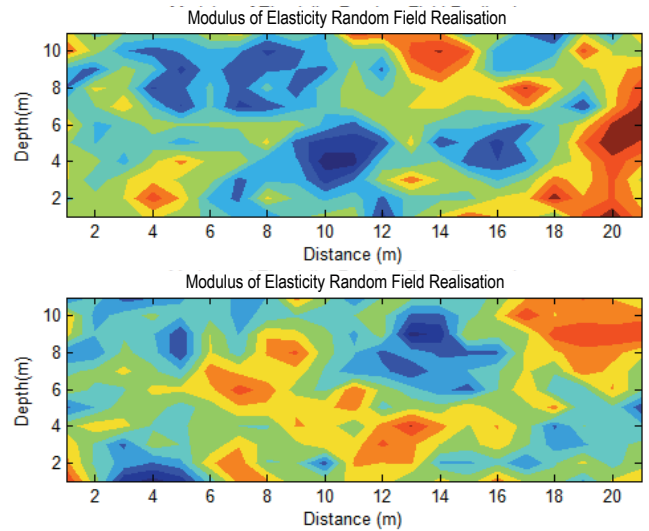 Modulus of Elasticity Random Field Realisation
10
8
6
4
2
Depth(m)
2 4 6 8 10 12 14 16 18 20
Distance (m)
Modulus of Elasticity Random Field Realisation
10
8
6
4
2
Depth(m)
2 4 6 8 10 12 14 16 18 20
Distance (m)